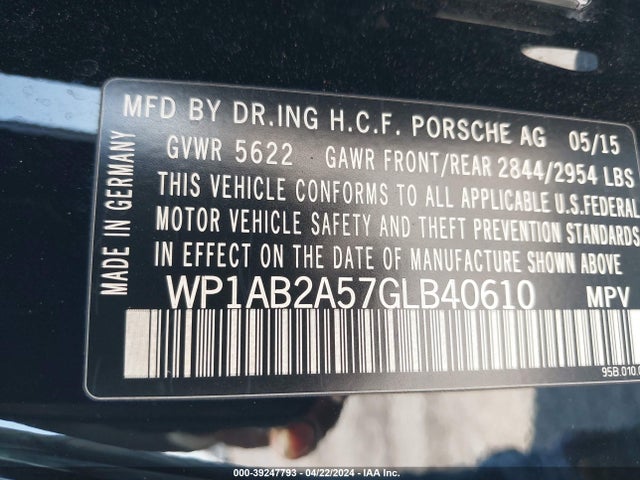 MFD BY DR.ING H.C.F. PORSCHE AG 05/15
GVWR 5622 GAWR FRONT/REAR 2844/2954 LBS
THIS VEHICLE CONFORMS TO ALL APPLICABLE U.S.FEDERAL
MOTOR VEHICLE SAFETY AND THEFT PREVENTION STANDARDS
IN EFFECT ON THE DATE OF MANUFACTURE SHOWN ABOVE
WP1AB2A57GLB40610 MPV
MADE IN GERMANY
95B.010.
000-39247793 - 04/22/2024 - IAA Inc.